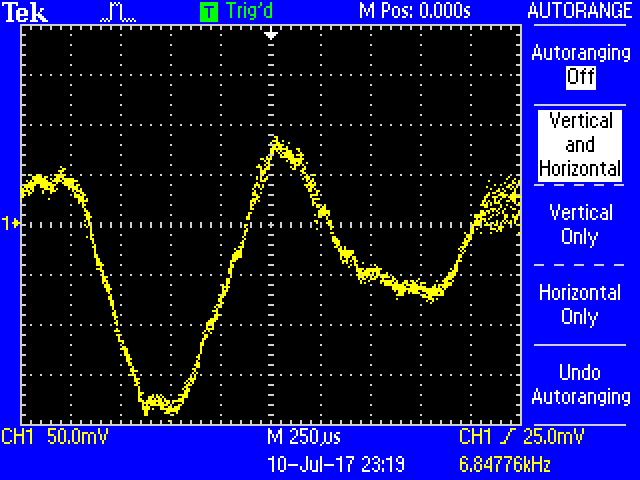 Tek T Trig'd M Pos: 0.000s AUTORANGE
Autoranging
Off
Vertical
and
Horizontal
1
Vertical
Only
Horizontal
Only
Undo
Autoranging
CH1 50.0mV M 250µs CH1 25.0mV
10-Jul-17 23:19 6.84776kHz